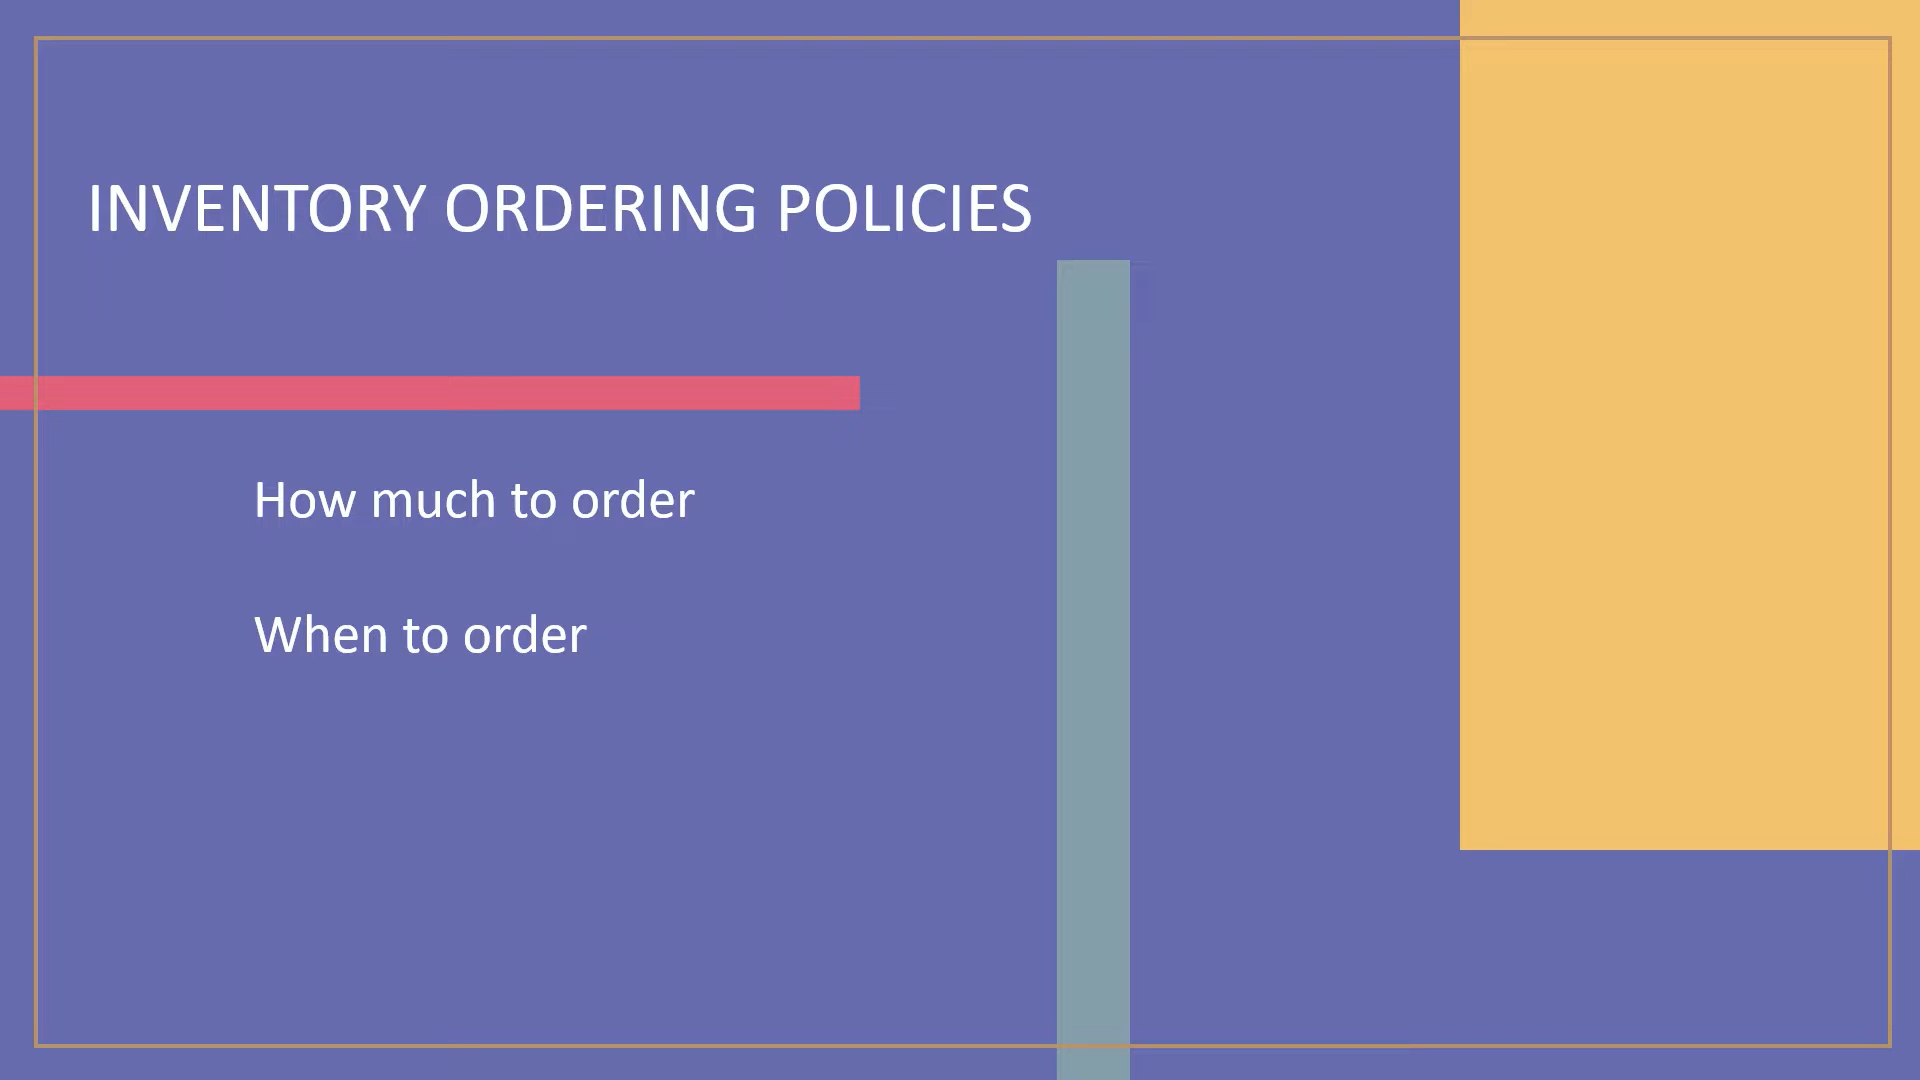 INVENTORY ORDERING POLICIES
How much to order
When to order